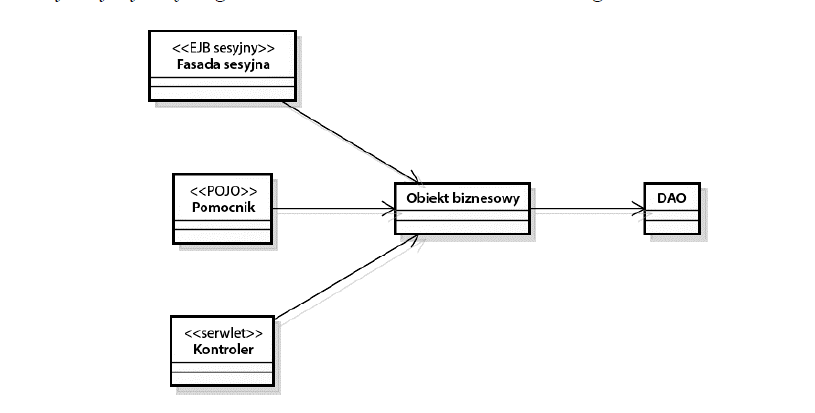 <<EJB sesyjny>>
Fasada sesyjna
<<POJO>>
Pomocnik
Obiekt biznesowy
DAO
<<serwlet>>
Kontroler